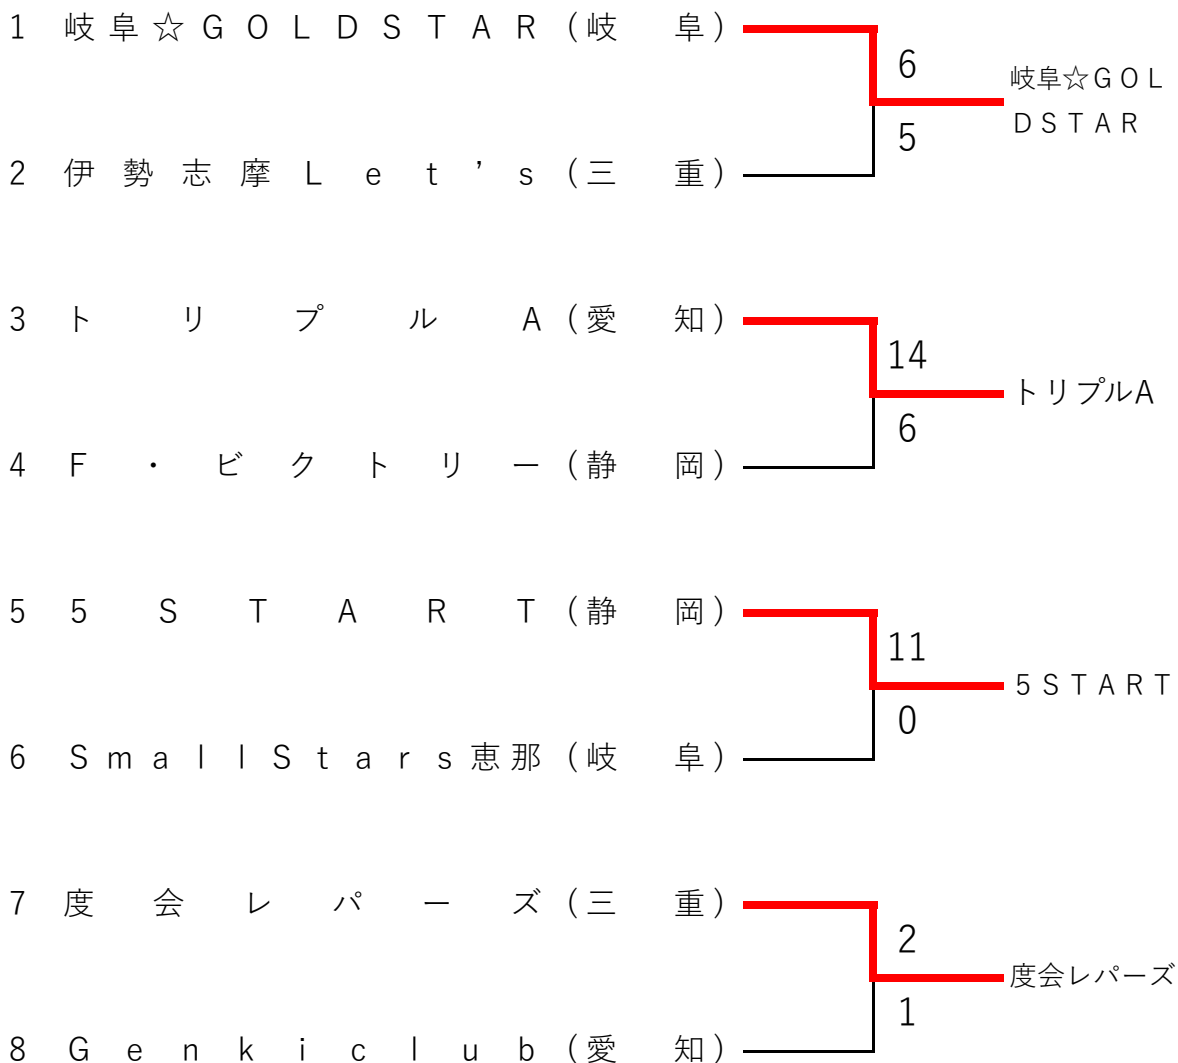 1 岐阜☆GOLDSTAR(岐 阜)
6
岐阜☆GOL
DSTAR
5
2 伊勢志摩Let’s(三 重)
3 トリプルA(愛 知)
14
トリプルA
6
4 F・ビクトリー(静 岡)
5 5START(静 岡)
11
5START
0
6 SmallStars恵那(岐 阜)
7 度会レパーズ(三 重)
2
度会レパーズ
1
8 Genkiclub(愛 知)